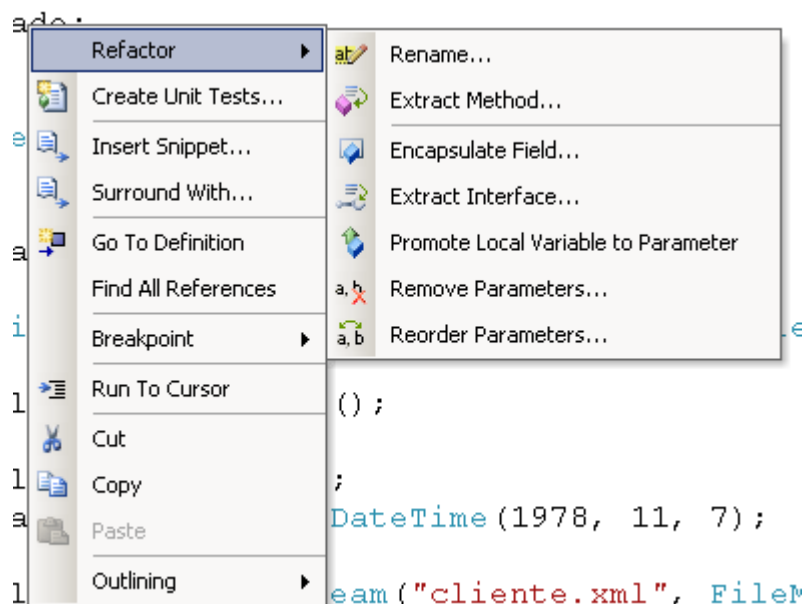 Refactor
Create Unit Tests...
Insert Snippet...
Surround With...
Go To Definition
Find All References
Breakpoint
Run To Cursor
Cut
Copy
Paste
Outlining
Rename...
Extract Method...
Encapsulate Field...
Extract Interface...
Promote Local Variable to Parameter
Remove Parameters...
Reorder Parameters...
();
;
DateTime(1978, 11, 7);
eam("cliente.xml", FileM